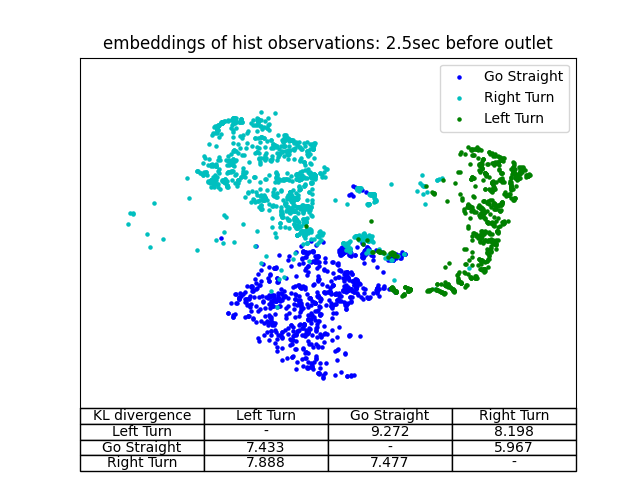 embeddings of hist observations: 2.5sec before outlet
Go Straight
Right Turn
Left Turn
KL divergence Left Turn Go Straight Right Turn
Left Turn - 9.272 8.198
Go Straight 7.433 - 5.967
Right Turn 7.888 7.477 -